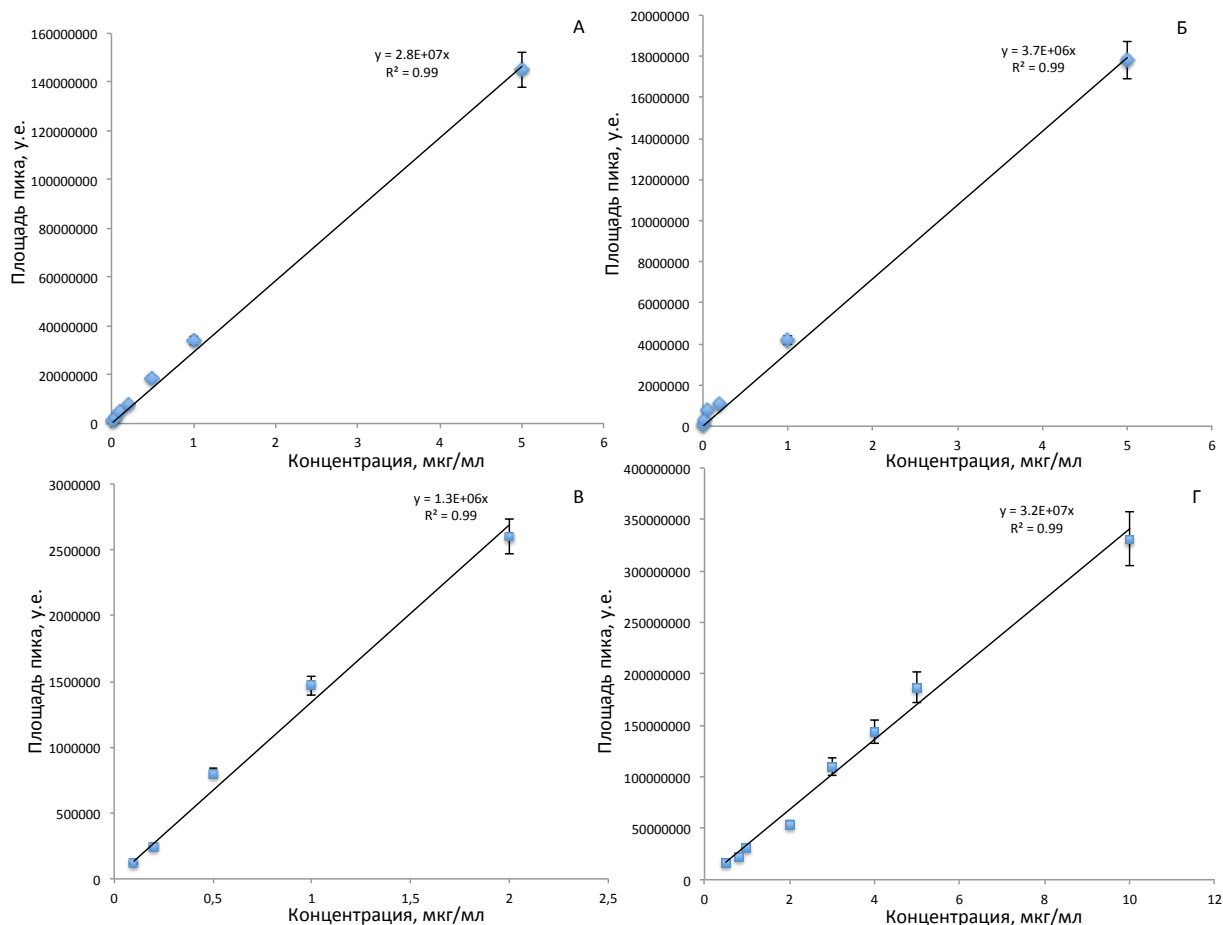 А
y = 2.8E+07x
R² = 0.99
Площадь пика, у.е.
160000000
140000000
120000000
100000000
80000000
60000000
40000000
20000000
0
0 1 2 3 4 5 6
Концентрация, мкг/мл
Б
y = 3.7E+06x
R² = 0.99
Площадь пика, у.е.
20000000
18000000
16000000
14000000
12000000
10000000
8000000
6000000
4000000
2000000
0
0 1 2 3 4 5 6
Концентрация, мкг/мл
В
y = 1.3E+06x
R² = 0.99
Площадь пика, у.е.
3000000
2500000
2000000
1500000
1000000
500000
0
0 0,5 1 1,5 2 2,5
Концентрация, мкг/мл
Г
y = 3.2E+07x
R² = 0.99
Площадь пика, у.е.
400000000
350000000
300000000
200000000
150000000
100000000
50000000
0
0 2 4 6 8 10 12
Концентрация, мкг/мл